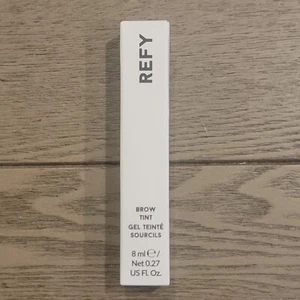 REFY
BROW
TINT
GEL TEINTÉ
SOURCILS
8 ml ℮/
Net 0.27
US Fl. Oz.